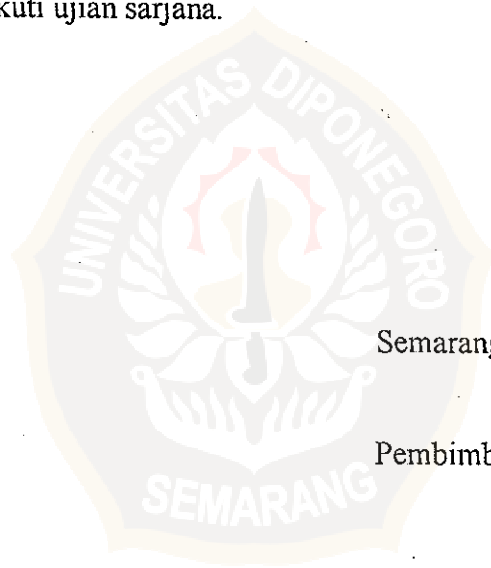 kuti ujian sarjana.
UNIVERSITAS DIPONEGORO
Semarang
Pembimb
SEMARANG